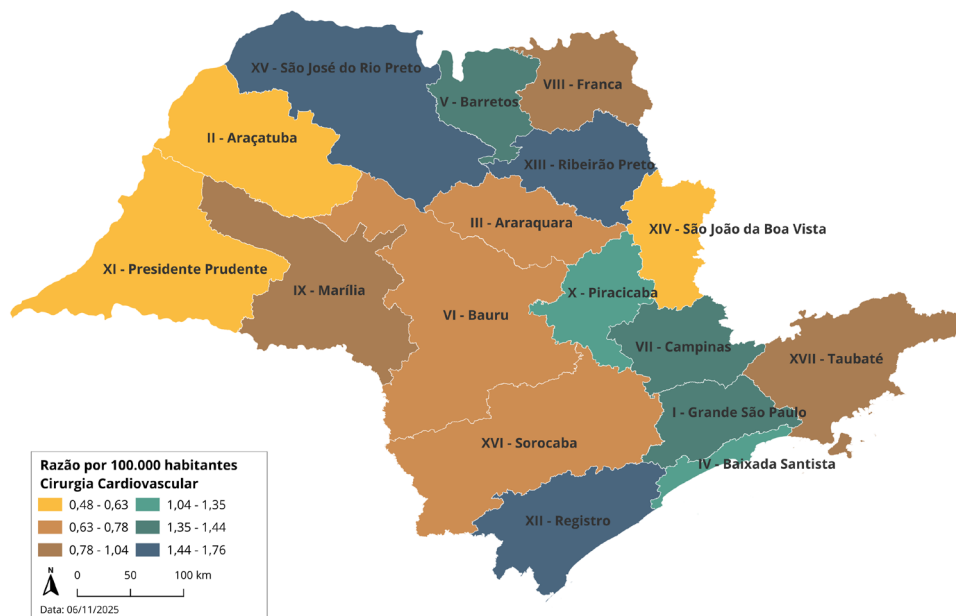 XV - São José do Rio Preto
VIII - Franca
V - Barretos
II - Araçatuba
XIII - Ribeirão Preto
III - Araraquara
XIV - São João da Boa Vista
XI - Presidente Prudente
IX - Marília
X - Piracicaba
VI - Bauru
VII - Campinas
XVII - Taubaté
I - Grande São Paulo
XVI - Sorocaba
IV - Baixada Santista
XII - Registro
Razão por 100.000 habitantes
Cirurgia Cardiovascular
0,48 - 0,63 1,04 - 1,35
0,63 - 0,78 1,35 - 1,44
0,78 - 1,04 1,44 - 1,76
N
0 50 100 km
Data: 06/11/2025